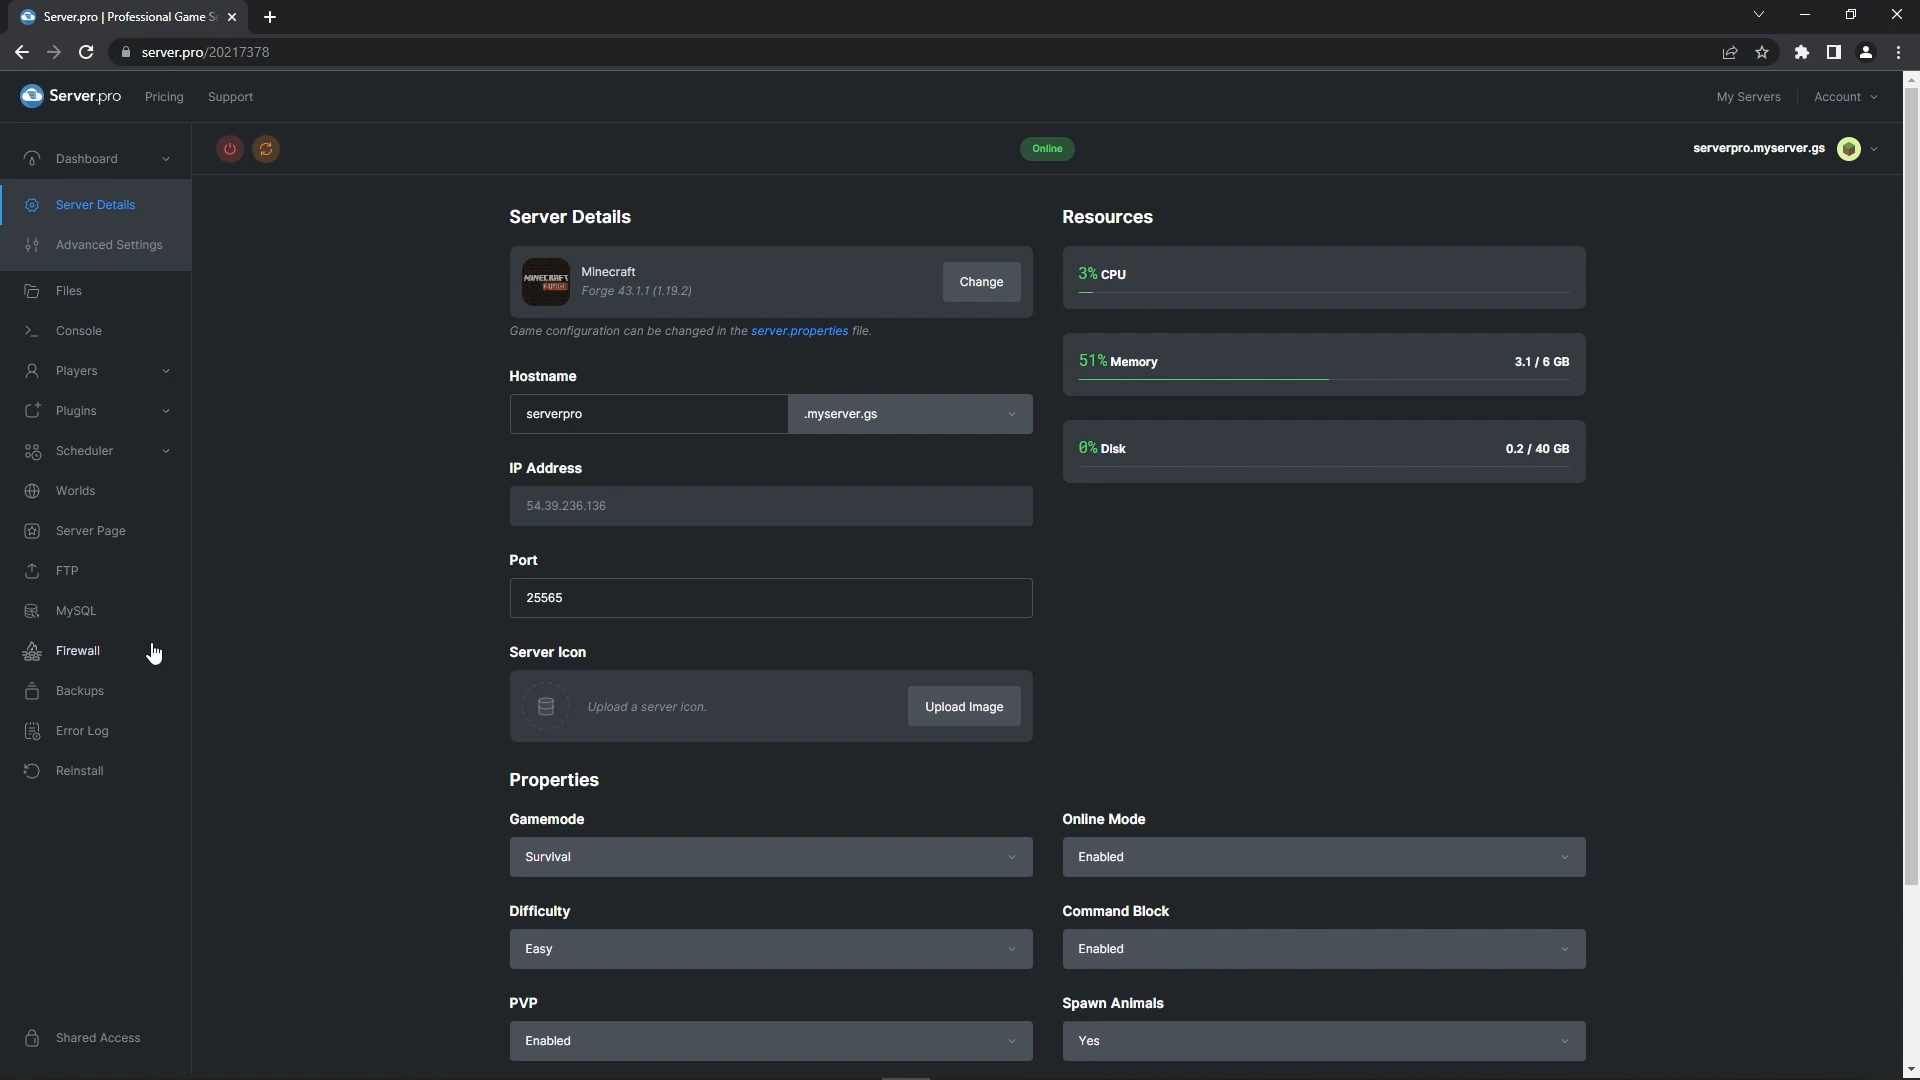 Server.pro | Professional Game S
server.pro/20217378
Server.pro
Pricing
Support
My Servers
Account
Dashboard
Server Details
Advanced Settings
Files
Console
Players
Plugins
Scheduler
Worlds
Server Page
FTP
MySQL
Firewall
Backups
Error Log
Reinstall
Shared Access
Online
serverpro.myserver.gs
Server Details
MINECRAFT
FORGE
Minecraft
Forge 43.1.1 (1.19.2)
Change
Game configuration can be changed in the server.properties file.
Hostname
serverpro
.myserver.gs
IP Address
54.39.236.136
Port
25565
Server Icon
Upload a server icon.
Upload Image
Resources
3% CPU
51% Memory
3.1 / 6 GB
0% Disk
0.2 / 40 GB
Properties
Gamemode
Survival
Online Mode
Enabled
Difficulty
Easy
Command Block
Enabled
PVP
Enabled
Spawn Animals
Yes